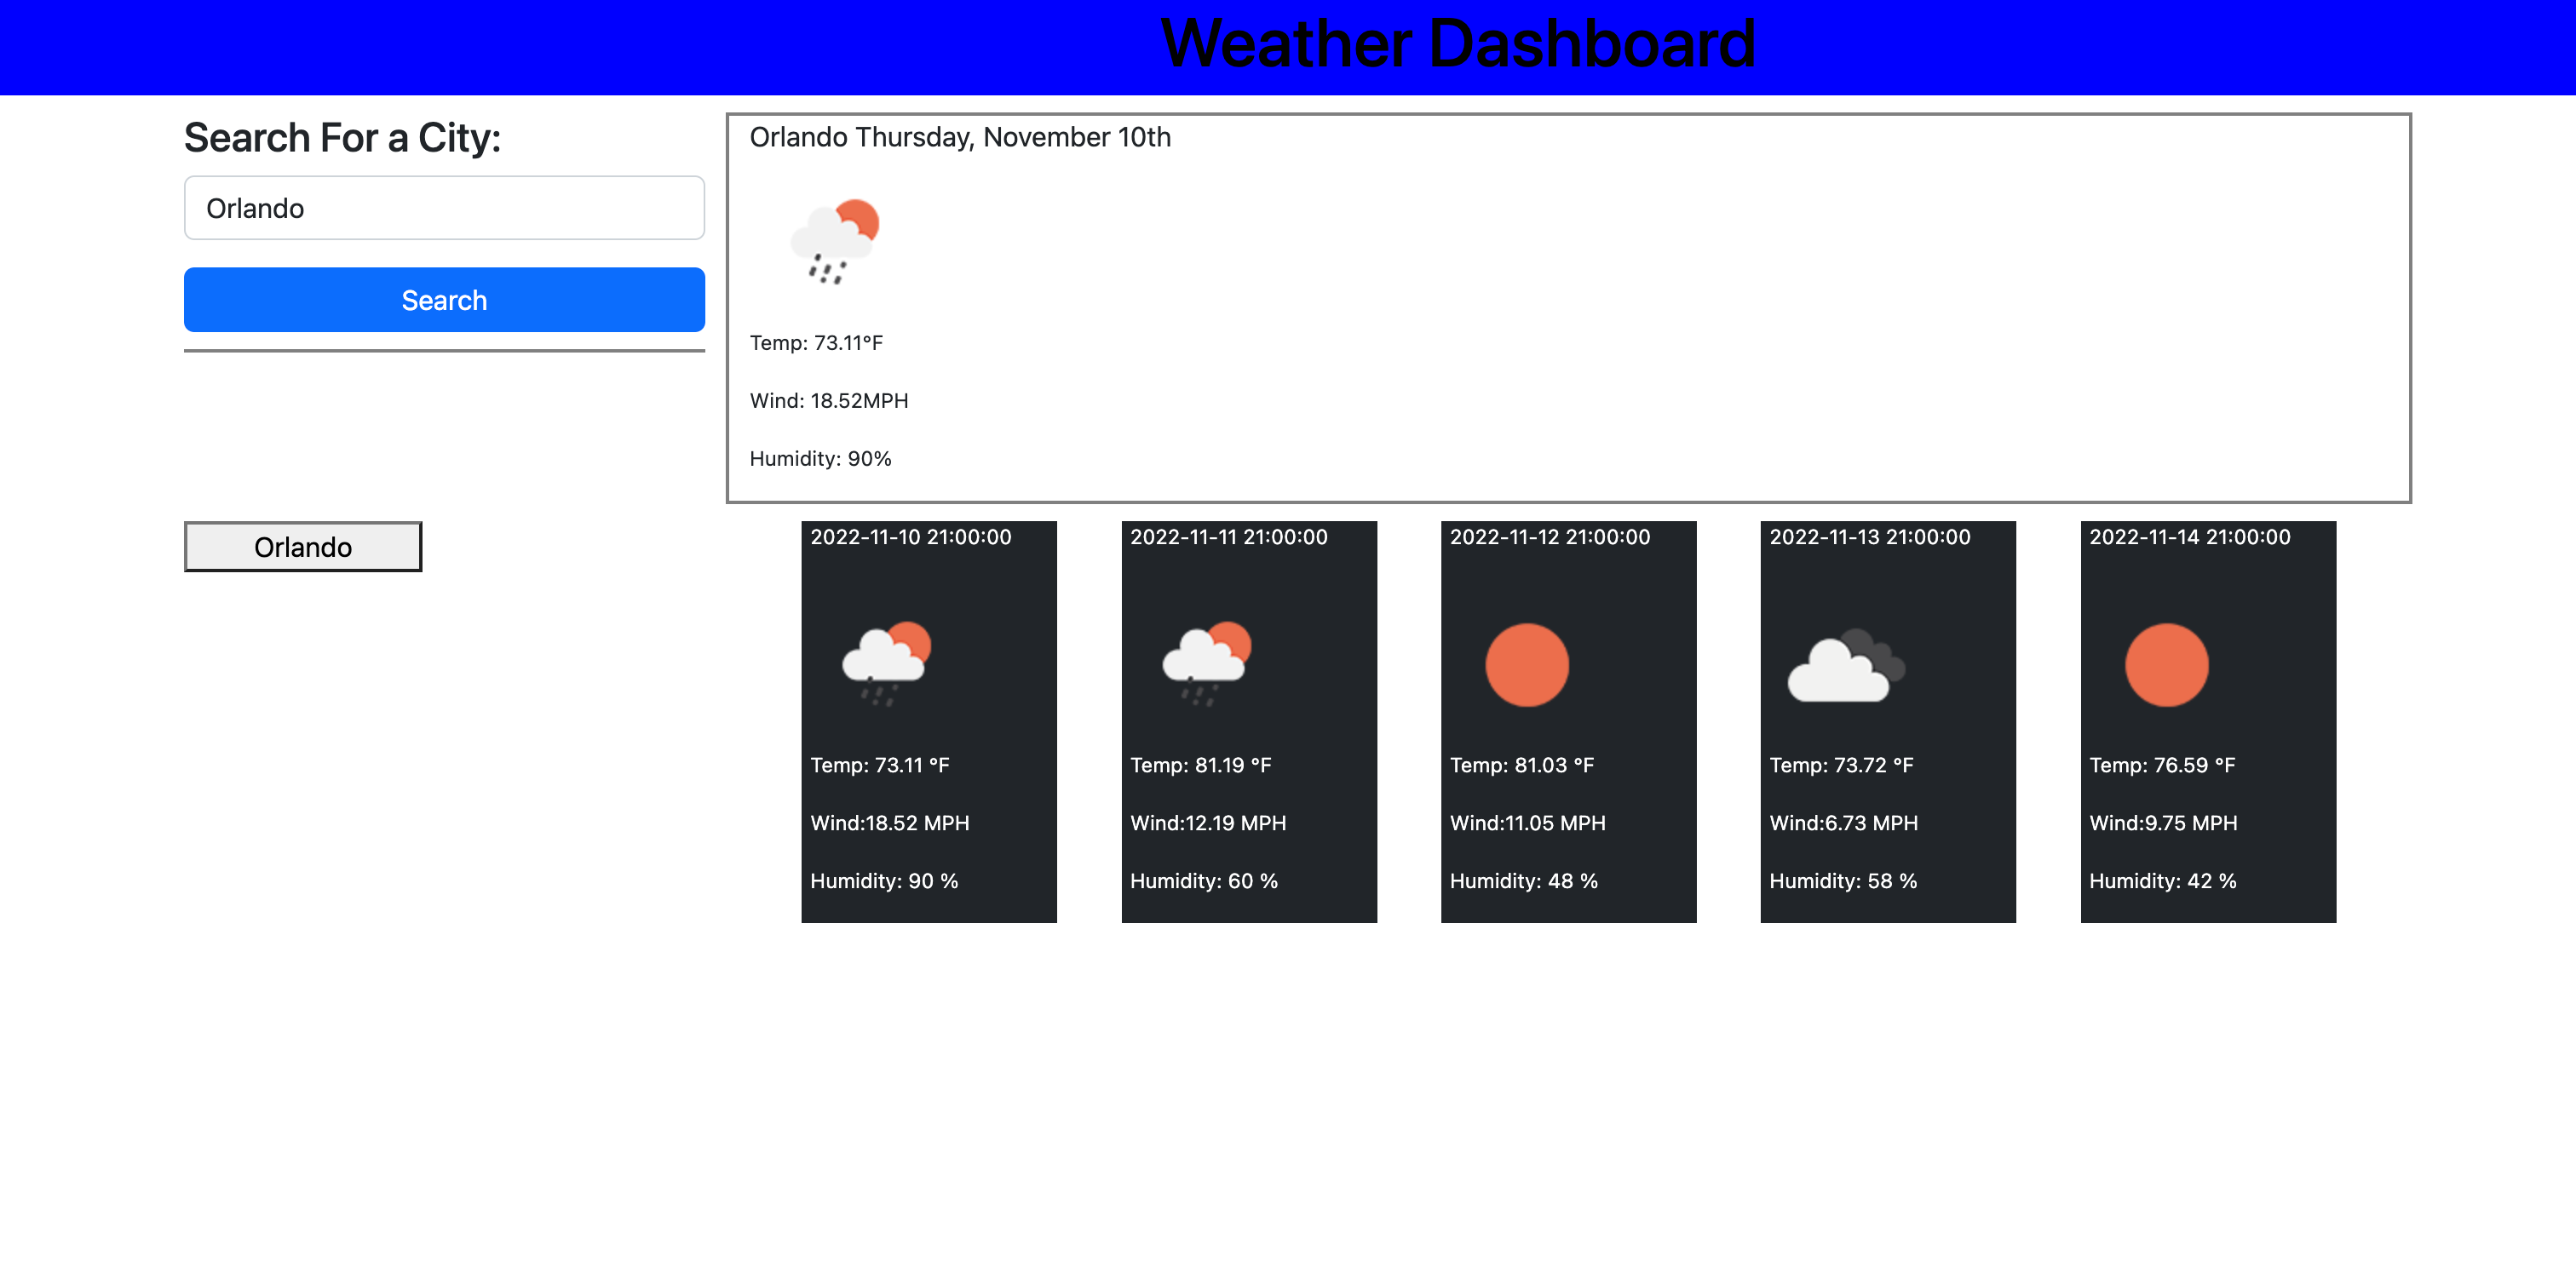 Weather Dashboard
Search For a City:
Orlando
Search
Orlando Thursday, November 10th
Temp: 73.11°F
Wind: 18.52MPH
Humidity: 90%
Orlando
2022-11-10 21:00:00
Temp: 73.11 °F
Wind:18.52 MPH
Humidity: 90 %
2022-11-11 21:00:00
Temp: 81.19 °F
Wind:12.19 MPH
Humidity: 60 %
2022-11-12 21:00:00
Temp: 81.03 °F
Wind:11.05 MPH
Humidity: 48 %
2022-11-13 21:00:00
Temp: 73.72 °F
Wind:6.73 MPH
Humidity: 58 %
2022-11-14 21:00:00
Temp: 76.59 °F
Wind:9.75 MPH
Humidity: 42 %